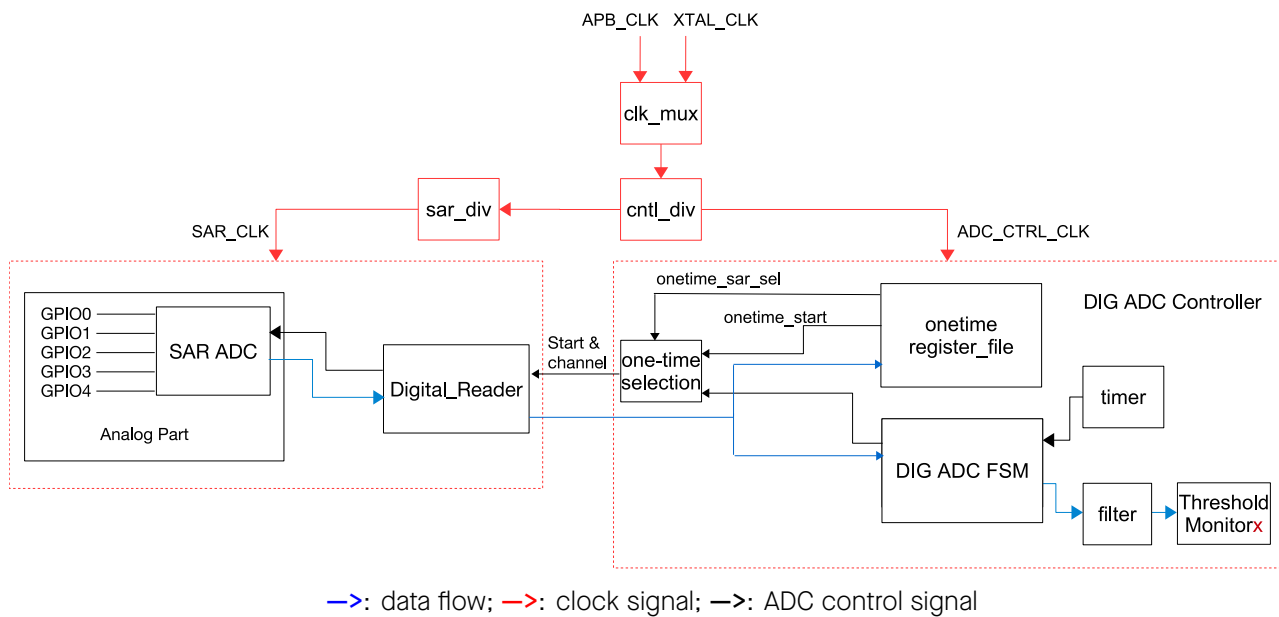 APB_CLK XTAL_CLK
clk_mux
sar_div
cntl_div
SAR_CLK
ADC_CTRL_CLK
GPIO0
GPIO1
GPIO2
GPIO3
GPIO4
SAR ADC
Analog Part
Digital_Reader
Start &
channel
onetime_sar_sel
onetime_start
one-time
selection
onetime
register_file
DIG ADC Controller
timer
DIG ADC FSM
filter
Threshold
Monitorx
—>: data flow; —>: clock signal; —>: ADC control signal